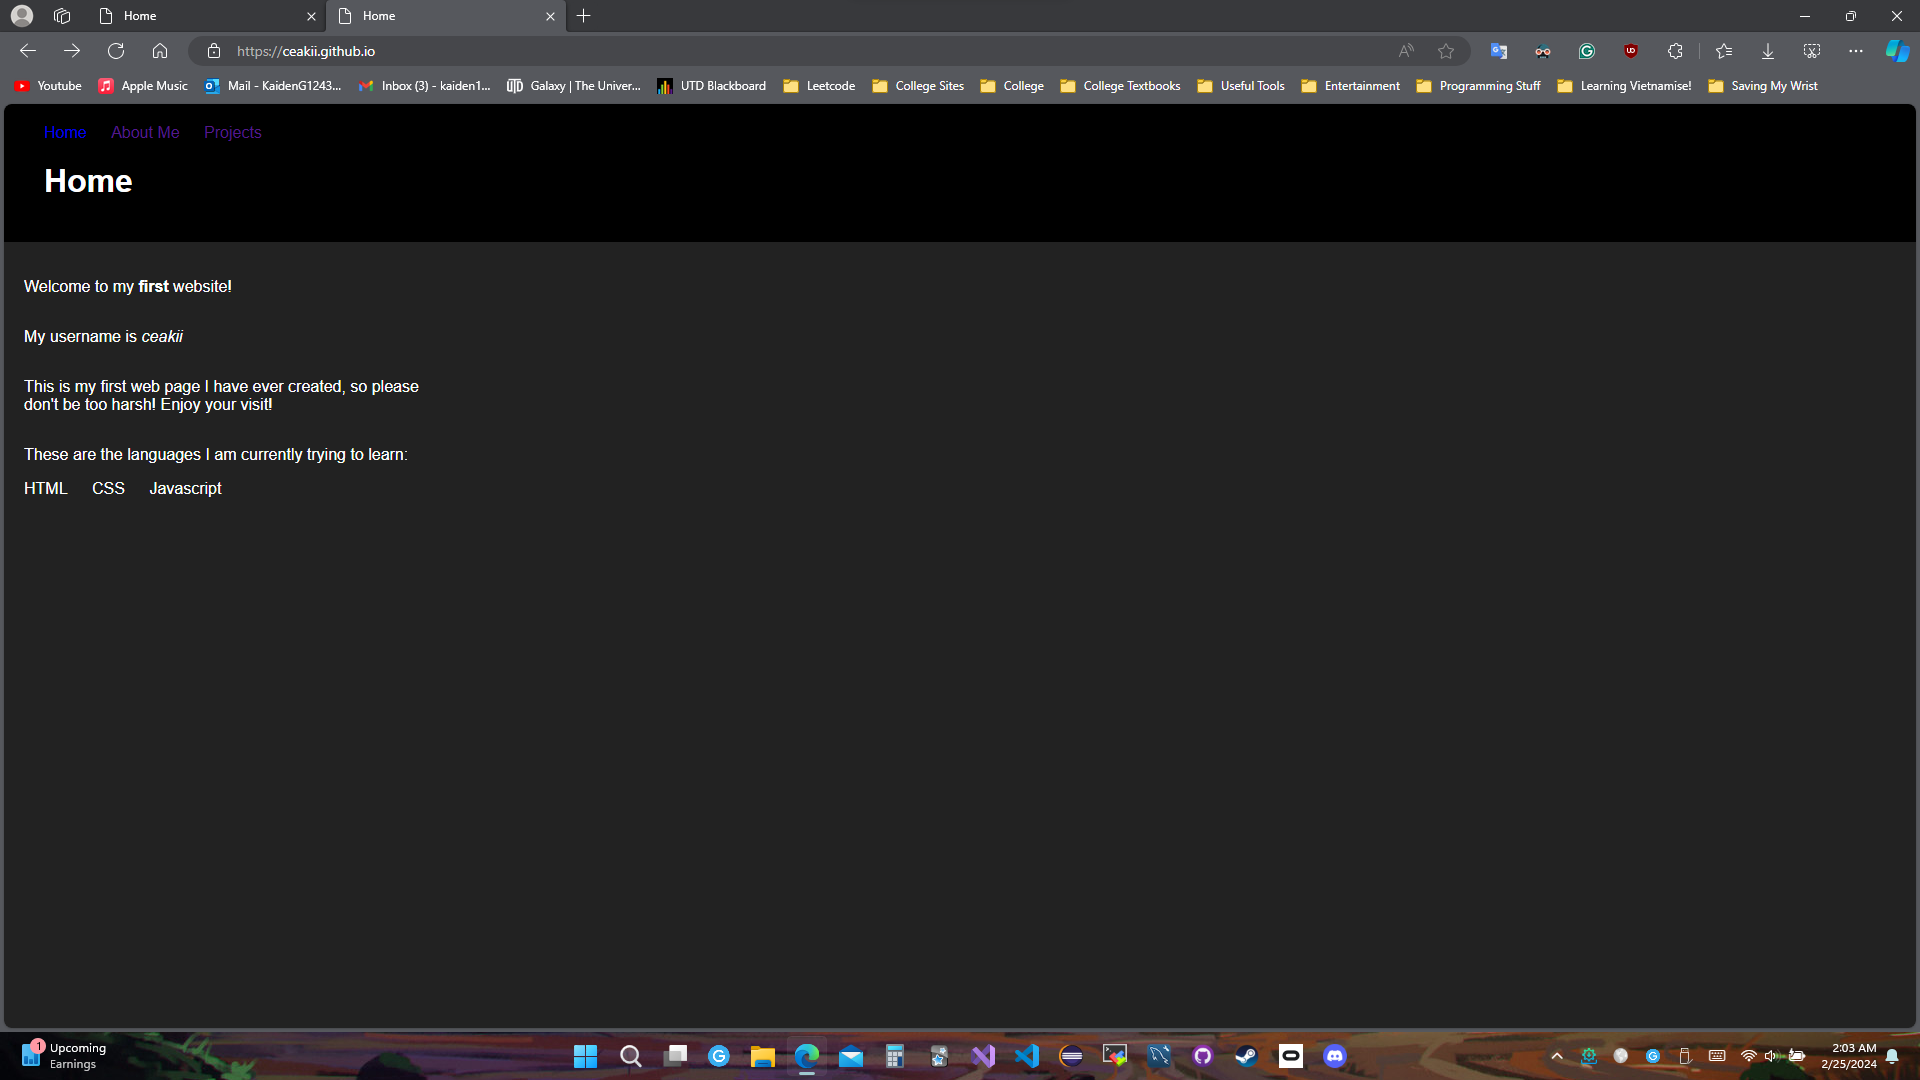 Home
Home
https://ceakii.github.io
Youtube
Apple Music
Mail - KaidenG1243...
Inbox (3) - kaiden1...
Galaxy | The Univer...
UTD Blackboard
Leetcode
College Sites
College
College Textbooks
Useful Tools
Entertainment
Programming Stuff
Learning Vietnamise!
Saving My Wrist
Home About Me Projects
Home
Welcome to my first website!
My username is ceakii
This is my first web page I have ever created, so please
don't be too harsh! Enjoy your visit!
These are the languages I am currently trying to learn:
HTML CSS Javascript
1
Upcoming
Earnings
2:03 AM
2/25/2024